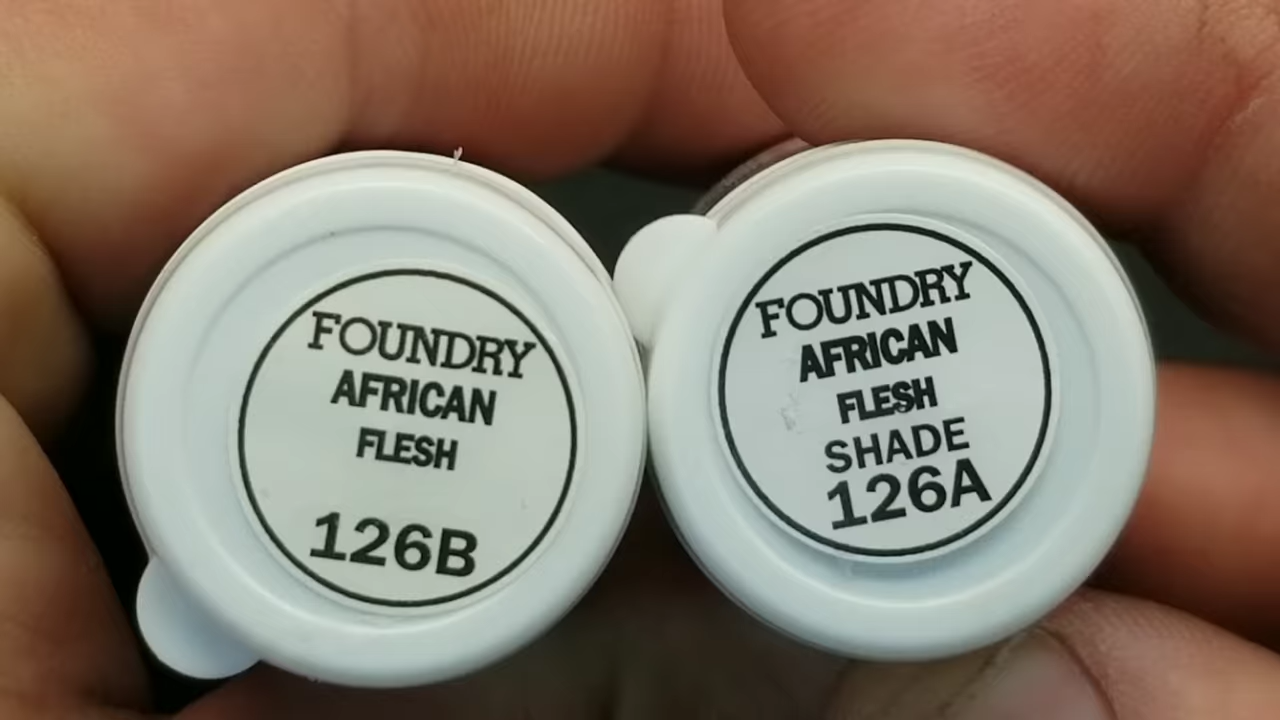 FOUNDRY
AFRICAN
FLESH
126B
FOUNDRY
AFRICAN
FLESH
SHADE
126A